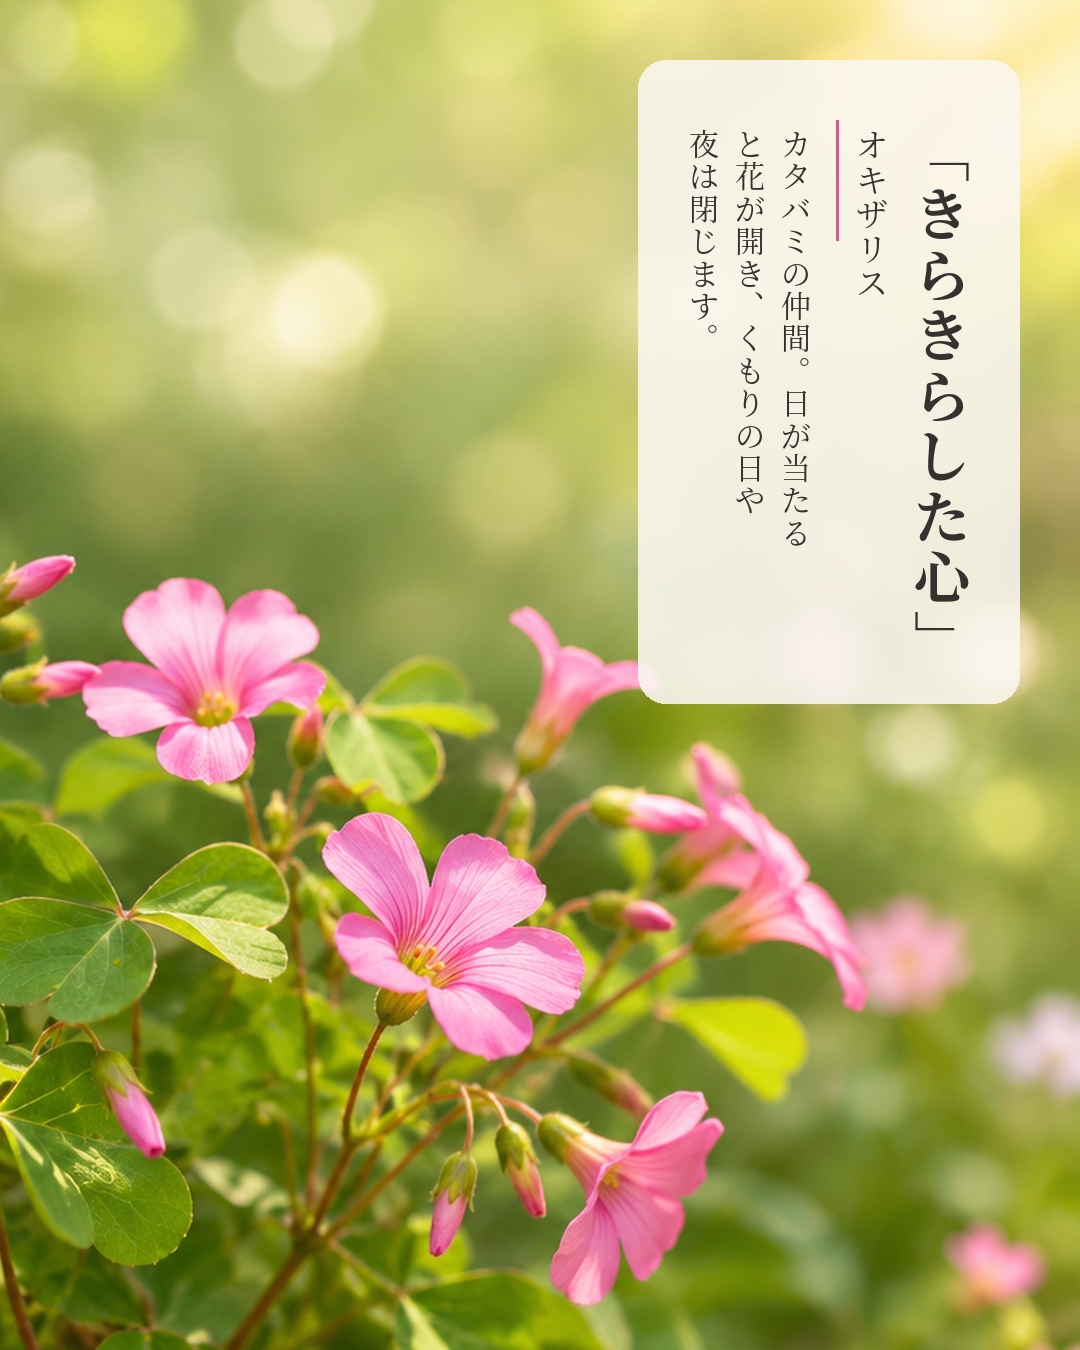 「きらきらした心」
オキザリス
カタバミの仲間。日が当たる
と花が開き、くもりの日や
夜は閉じます。